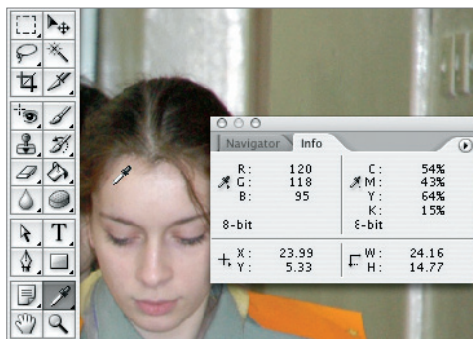 T
Navigator Info
R: 120 C: 54%
G: 118 M: 43%
B: 95 Y: 64%
K: 15%
8-bit 8-bit
X: 23.99 W: 24.16
Y: 5.33 H: 14.77